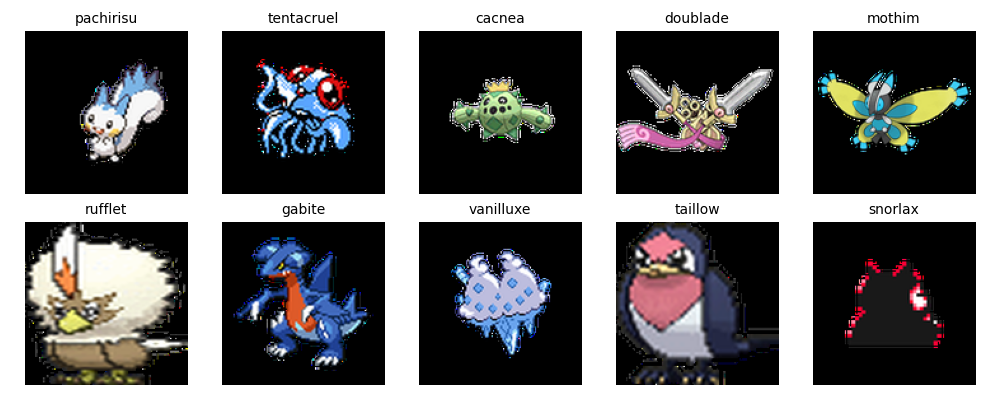 pachirisu tentacruel cacnea doublade mothim
rufflet gabite vanilluxe taillow snorlax